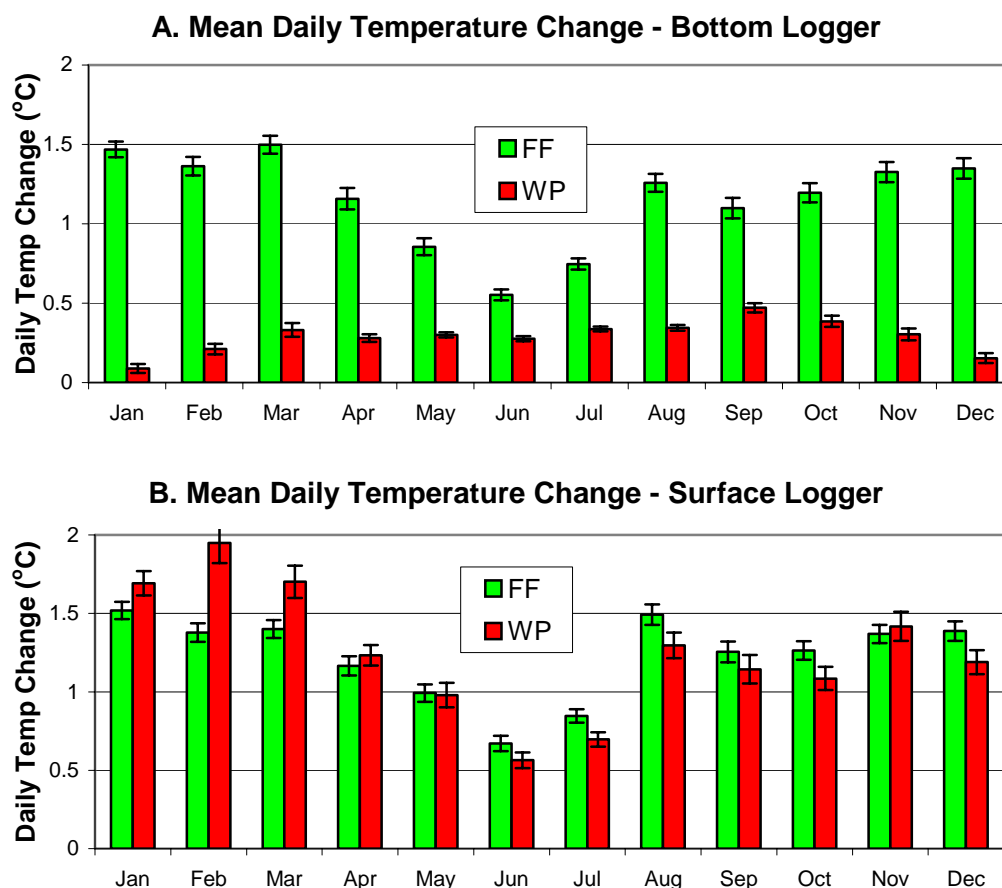 A. Mean Daily Temperature Change - Bottom Logger
Daily Temp Change (°C)
2
1.5
1
0.5
0
FF
WP
Jan Feb Mar Apr May Jun Jul Aug Sep Oct Nov Dec
B. Mean Daily Temperature Change - Surface Logger
Daily Temp Change (°C)
2
1.5
1
0.5
0
FF
WP
Jan Feb Mar Apr May Jun Jul Aug Sep Oct Nov Dec